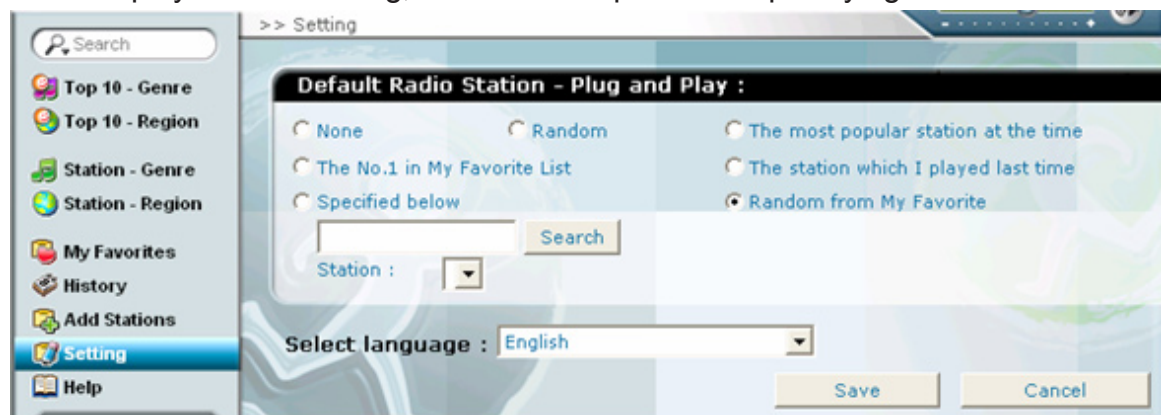 >> Setting
Search
Top 10 - Genre
Top 10 - Region
Station - Genre
Station - Region
My Favorites
History
Add Stations
Setting
Help
Default Radio Station - Plug and Play :
None Random The most popular station at the time
The No.1 in My Favorite List The station which I played last time
Specified below Random from My Favorite
Search
Station :
Select language : English
Save Cancel